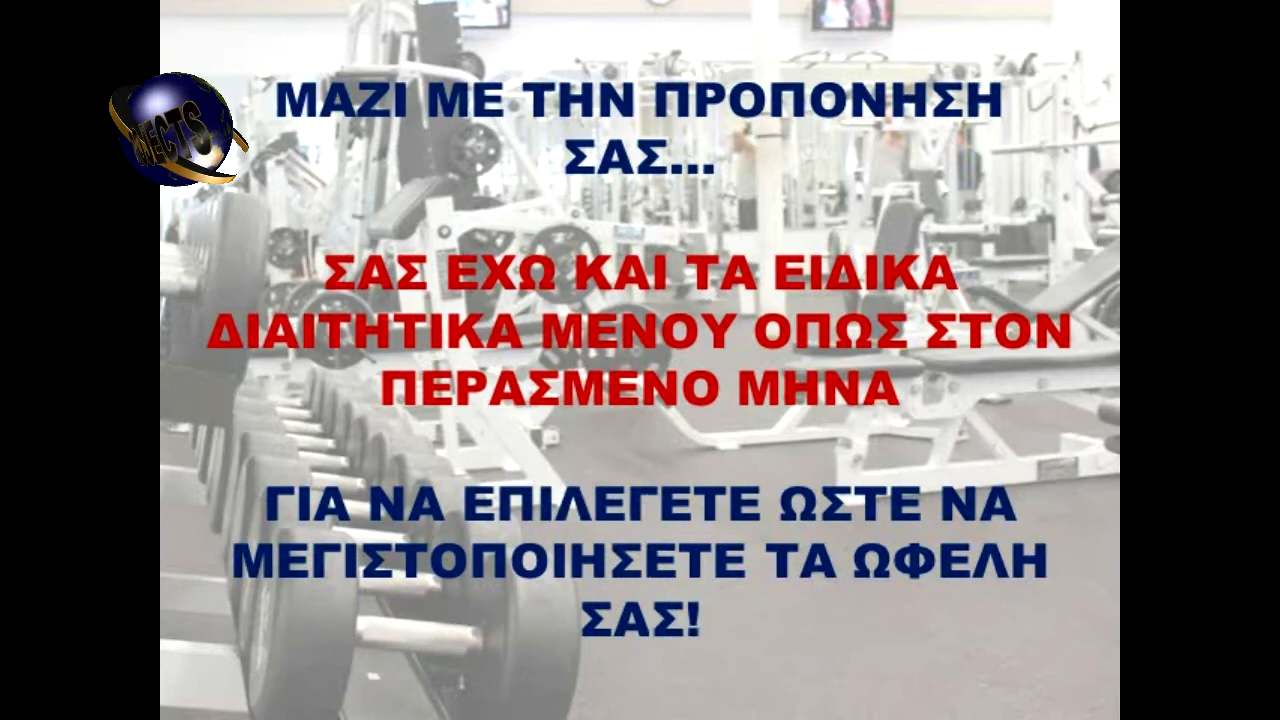 ΜΑΖΙ ΜΕ ΤΗΝ ΠΡΟΠΟΝΗΣΗ
ΣΑΣ...
ΣΑΣ ΕΧΩ ΚΑΙ ΤΑ ΕΙΔΙΚΑ
ΔΙΑΙΤΗΤΙΚΑ ΜΕΝΟΥ ΟΠΩΣ ΣΤΟΝ
ΠΕΡΑΣΜΕΝΟ ΜΗΝΑ
ΓΙΑ ΝΑ ΕΠΙΛΕΓΕΤΕ ΩΣΤΕ ΝΑ
ΜΕΓΙΣΤΟΠΟΙΗΣΕΤΕ ΤΑ ΩΦΕΛΗ
ΣΑΣ!